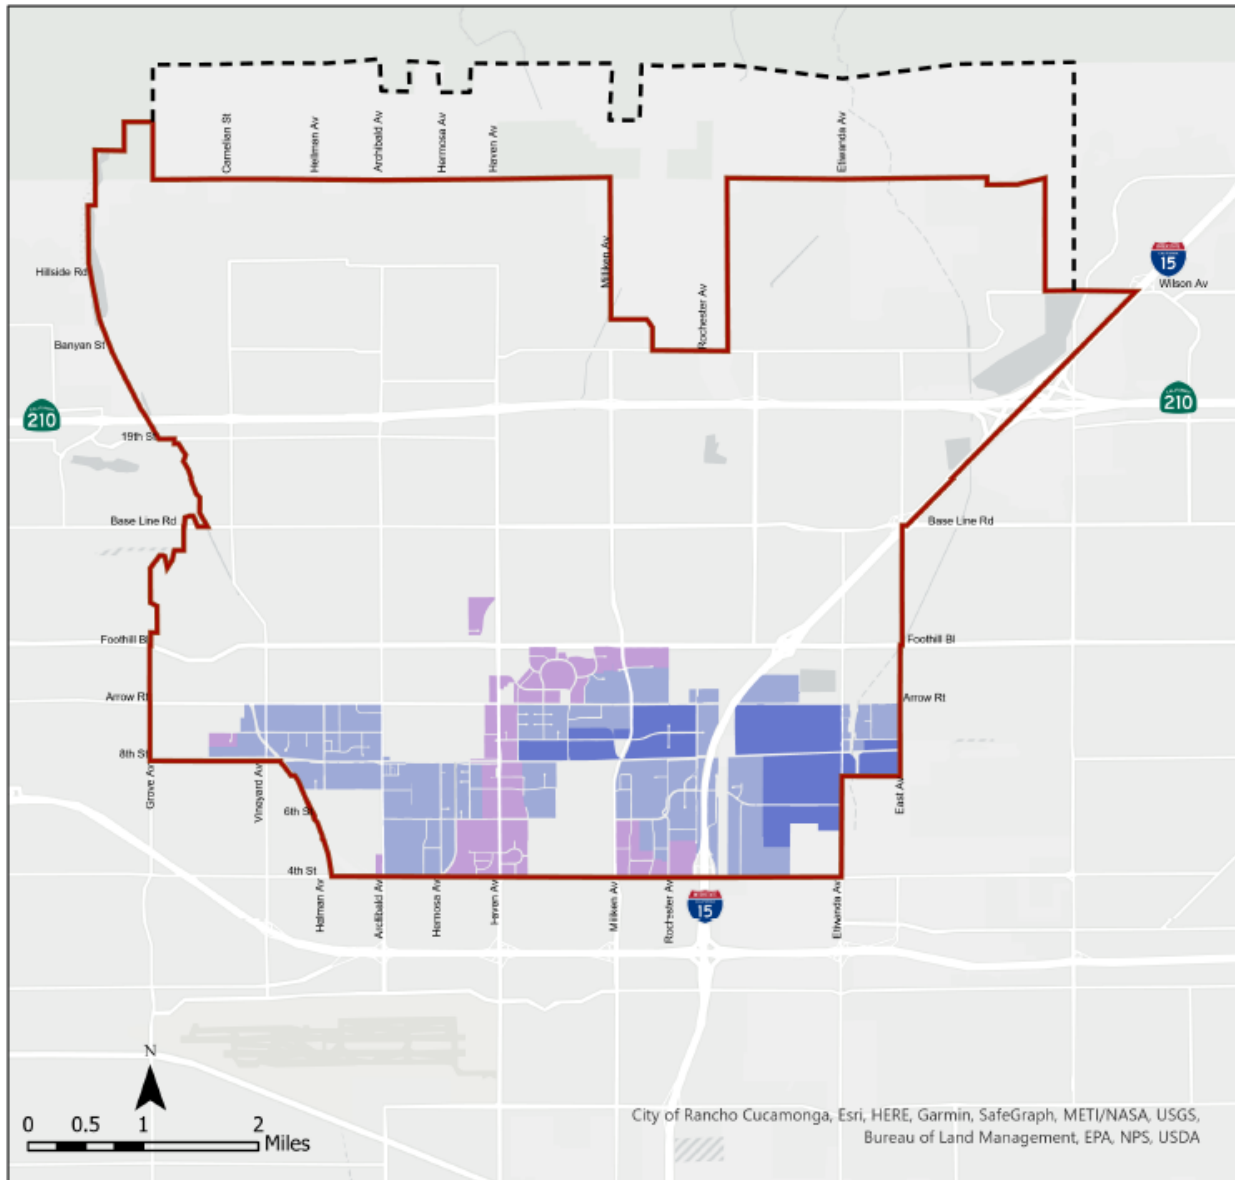 Carnelian St
Hellman Av
Archibald Av
Hermosa Av
Haven Av
Etiwanda Av
Milliken Av
Rochester Av
Hillside Rd
15
Wilson Av
Banyan St
210
210
19th St
Base Line Rd
Base Line Rd
Foothill Bl
Foothill Bl
Arrow Rt
Arrow Rt
8th St
Grove Av
Vineyard Av
East Av
6th St
4th St
Helman Av
Archibald Av
Hermosa Av
Haven Av
Milliken Av
Rochester Av
15
Etiwanda Av
N
0 0.5 1 2
Miles
City of Rancho Cucamonga, Esri, HERE, Garmin, SafeGraph, METI/NASA, USGS,
Bureau of Land Management, EPA, NPS, USDA